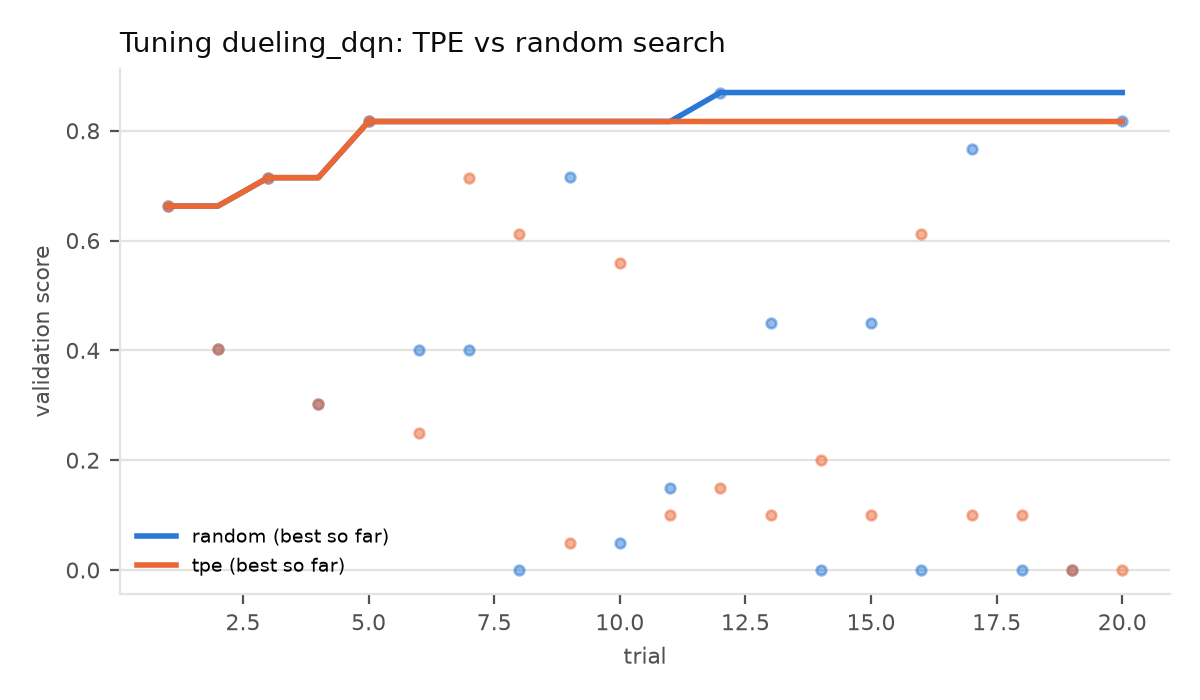 Tuning dueling_dqn: TPE vs random search
validation score
0.8
0.6
0.4
0.2
0.0
random (best so far)
tpe (best so far)
2.5 5.0 7.5 10.0 12.5 15.0 17.5 20.0
trial